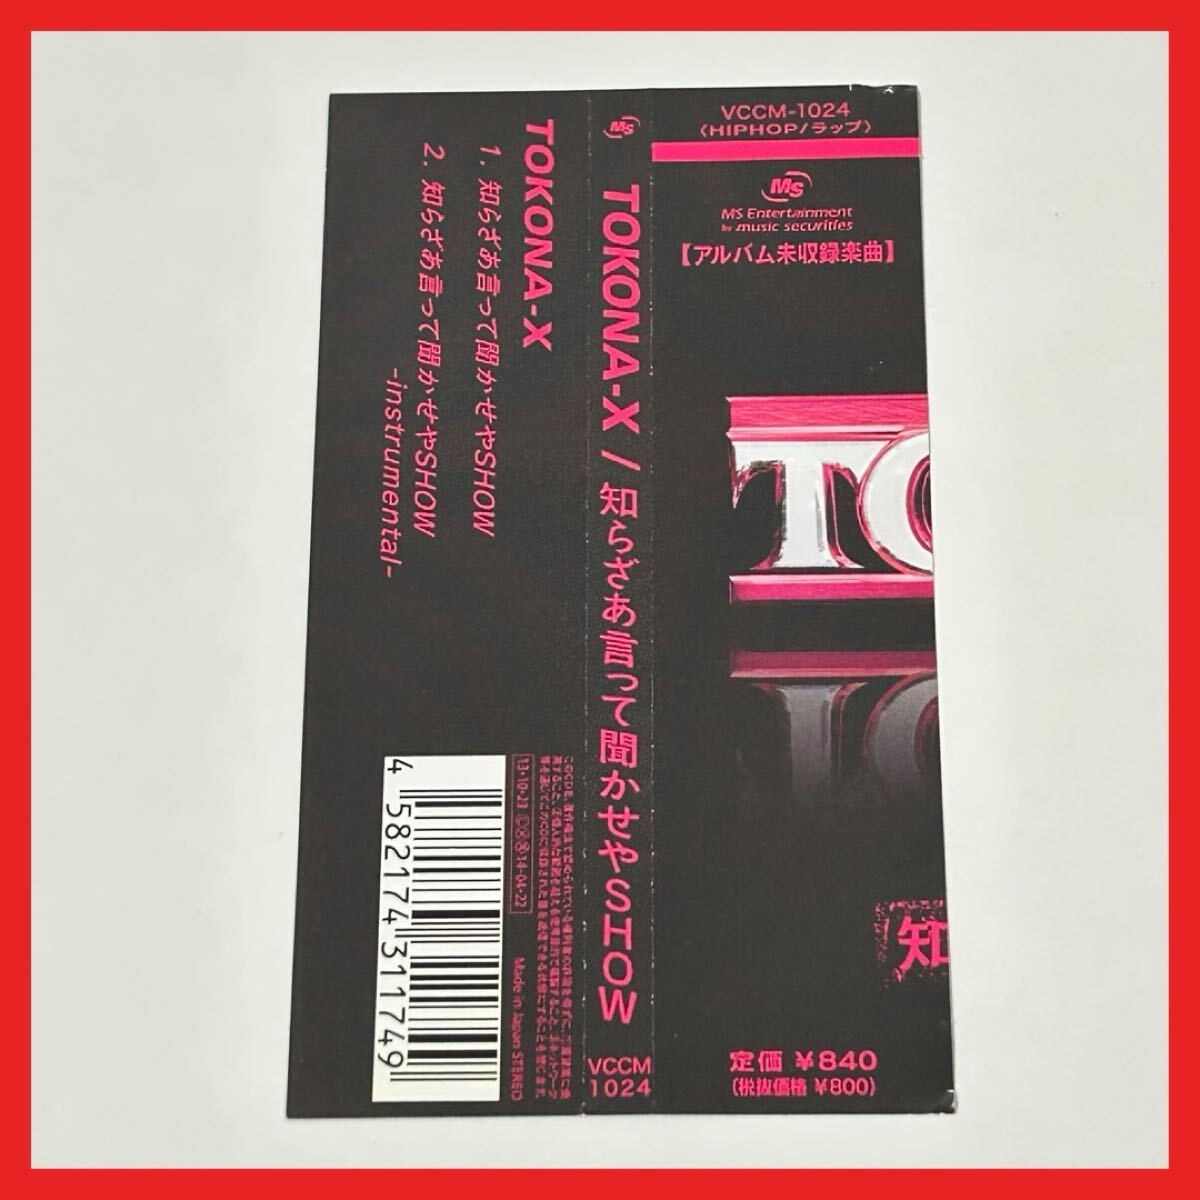 VCCM-1024
〈HIPHOP/ラップ〉
MS
MS Entertainment
by music securities
【アルバム未収録楽曲】
TO
知
定価 ¥840
(税抜価格 ¥800)
MS
TOKONA-X / 知らざあ言って聞かせやSHOW
VCCM
1024
TOKONA-X
1. 知らざあ言って聞かせやSHOW
2. 知らざあ言って聞かせやSHOW
-instrumental-
Made in Japan STEREO
4 582174 311749